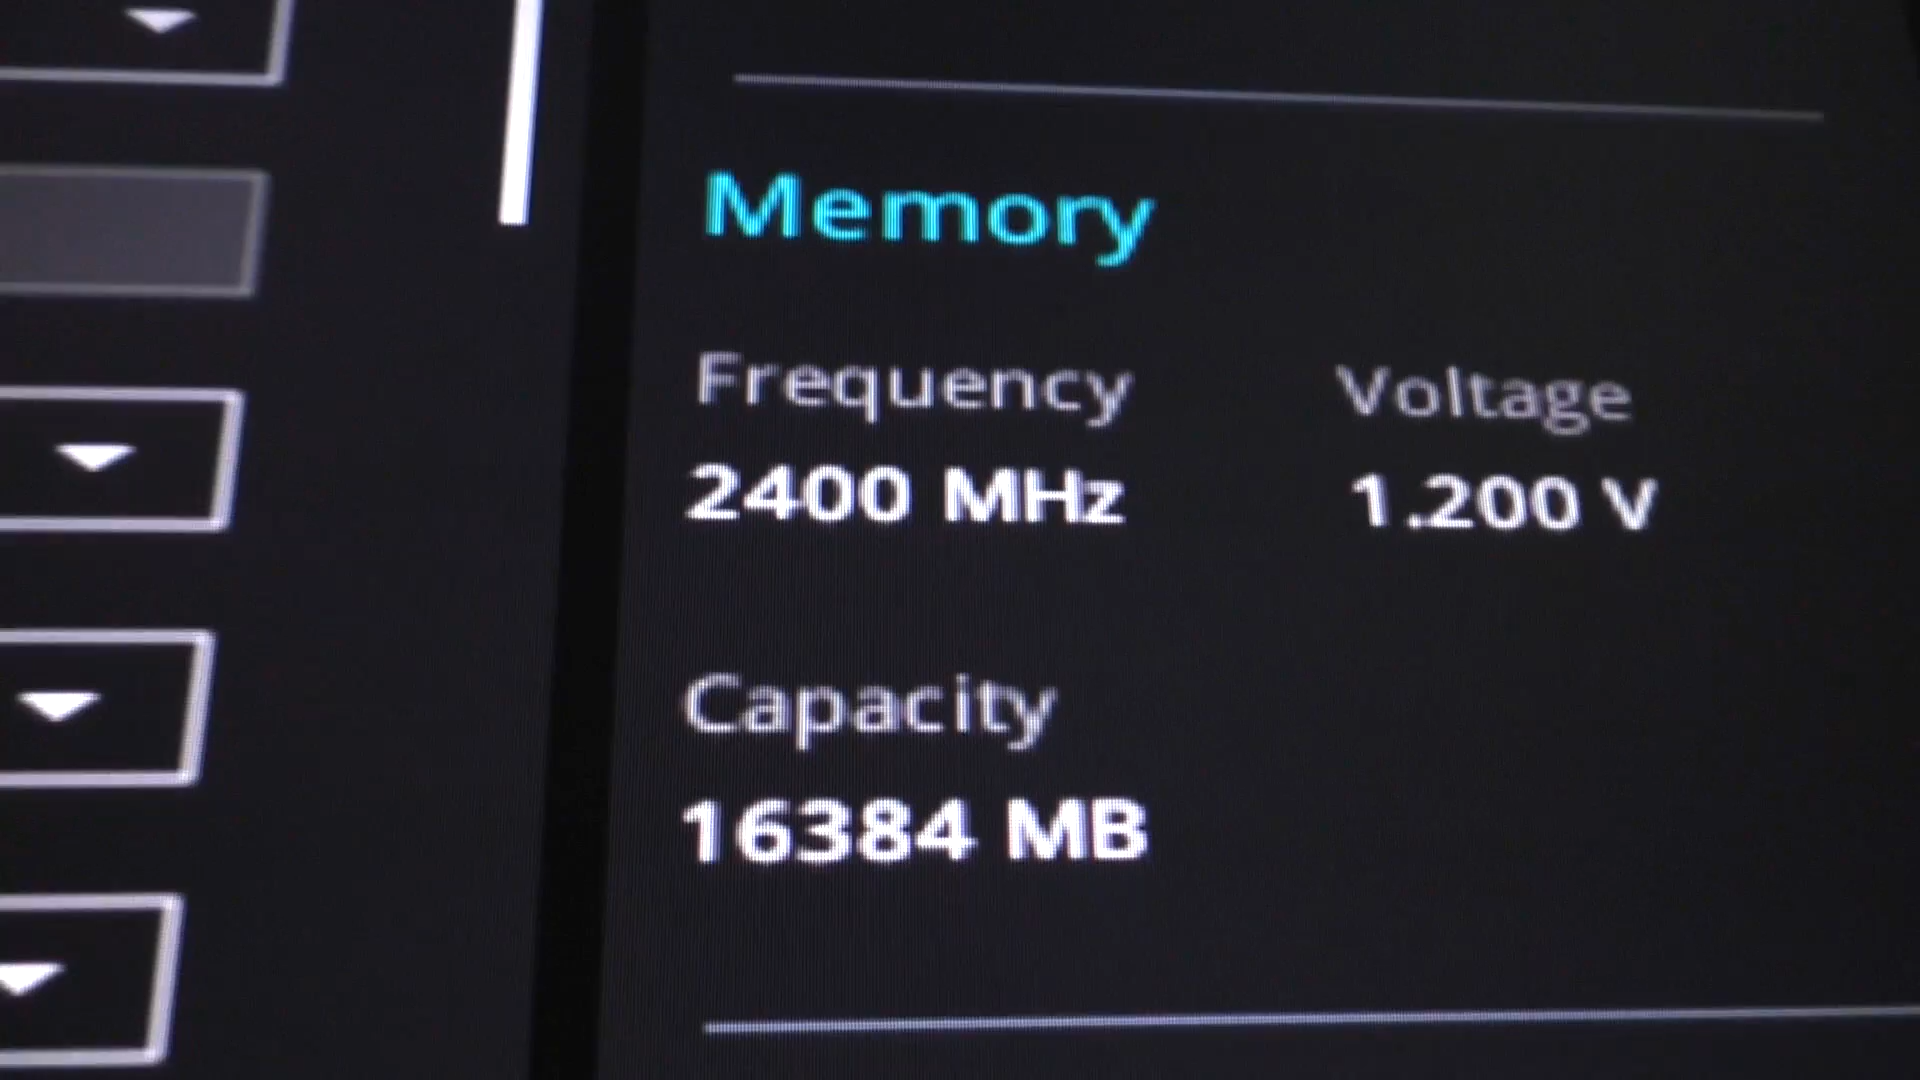 Memory
Frequency Voltage
2400 MHz 1.200 V
Capacity
16384 MB